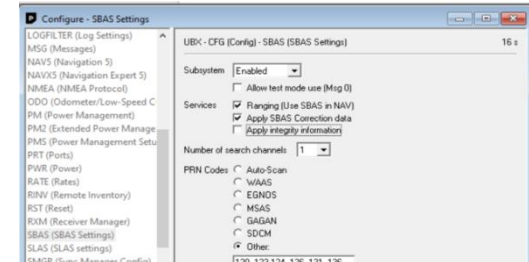 Configure - SBAS Settings
LOGFILTER (Log Settings)
MSG (Messages)
NAV5 (Navigation 5)
NAVX5 (Navigation Expert 5)
NMEA (NMEA Protocol)
ODO (Odometer/Low-Speed C
PM (Power Management)
PM2 (Extended Power Manage
PMS (Power Management Setu
PRT (Ports)
PWR (Power)
RATE (Rates)
RINV (Remote Inventory)
RST (Reset)
RXM (Receiver Manager)
SBAS (SBAS Settings)
SLAS (SLAS settings)
SMGR (Sync Manager Config)
UBX - CFG (Config) - SBAS (SBAS Settings)
16 s
Subsystem Enabled
Allow test mode use (Msg 0)
Services Ranging (Use SBAS in NAV)
Apply SBAS Correction data
Apply integrity information
Number of search channels 1
PRN Codes Auto-Scan
WAAS
EGNOS
MSAS
GAGAN
SDCM
Other: